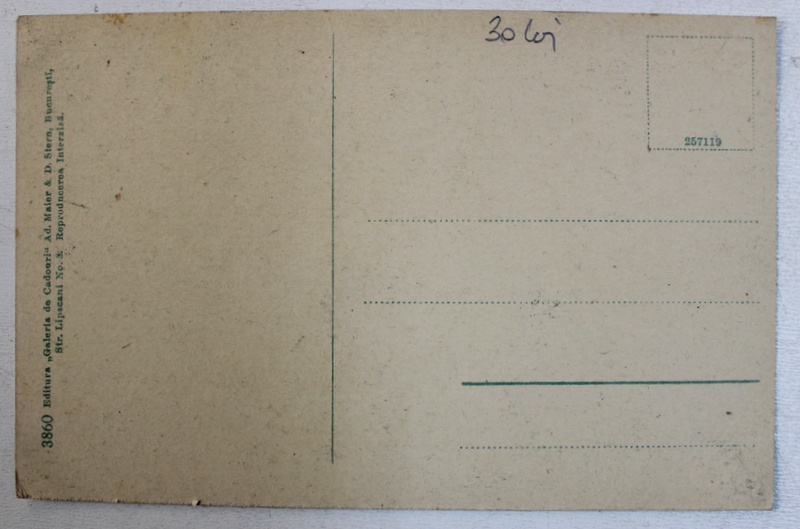 30 lei
257119
3860 Editura „Galeria de Cadouri“ Ad. Maier & D. Stern, Bucureşti,
Str. Lipscani No. 3. Reproducerea Interzisă.